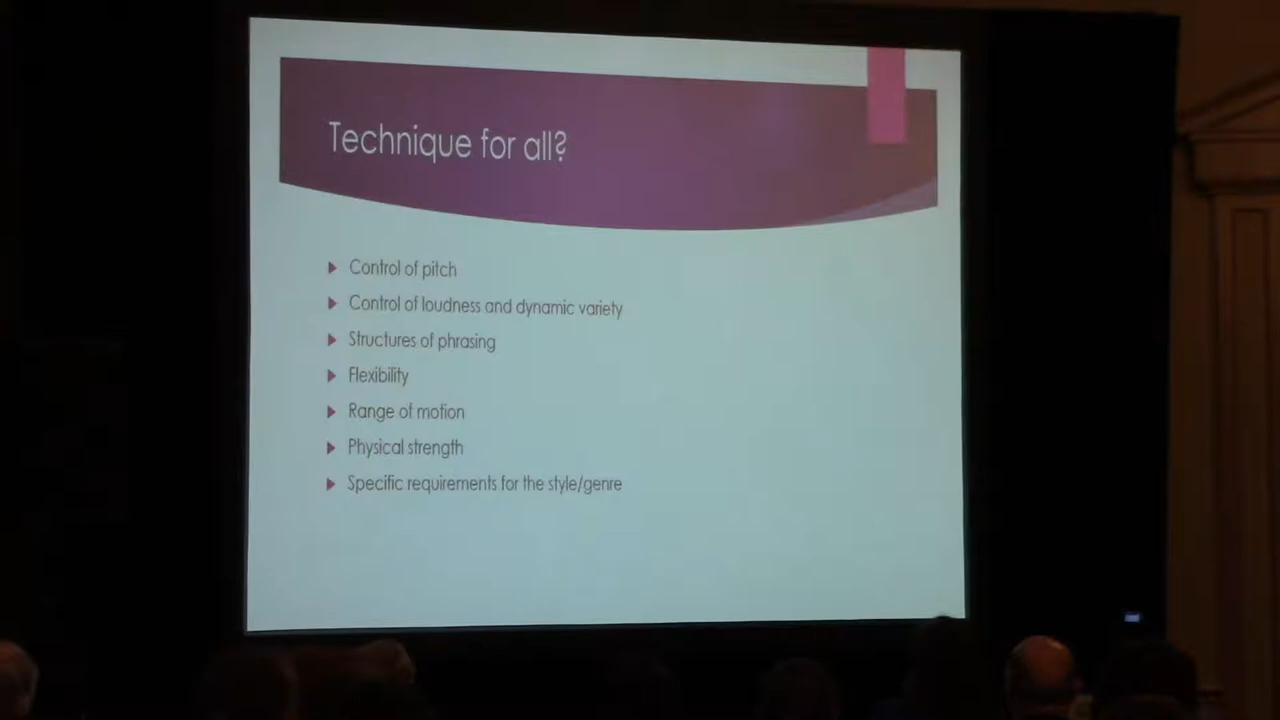 Technique for all?
Control of pitch
Control of loudness and dynamic variety
Structures of phrasing
Flexibility
Range of motion
Physical strength
Specific requirements for the style/genre